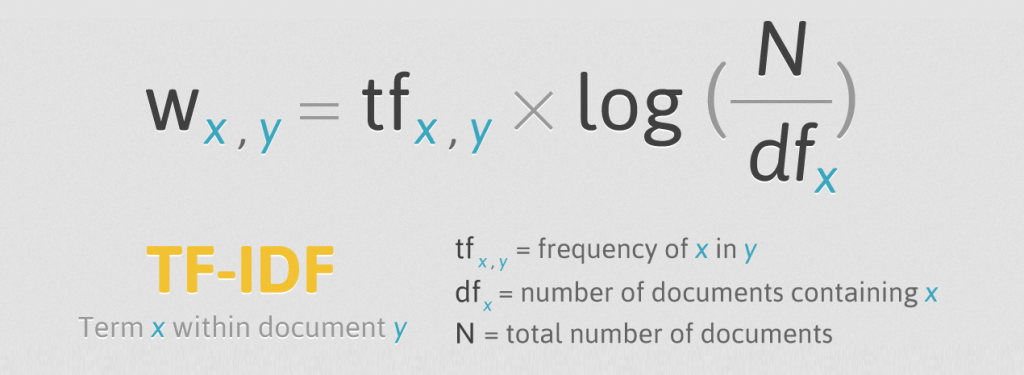 w x , y = tf x , y × log ( N / df x )
TF-IDF
Term x within document y
tf x , y = frequency of x in y
df x = number of documents containing x
N = total number of documents